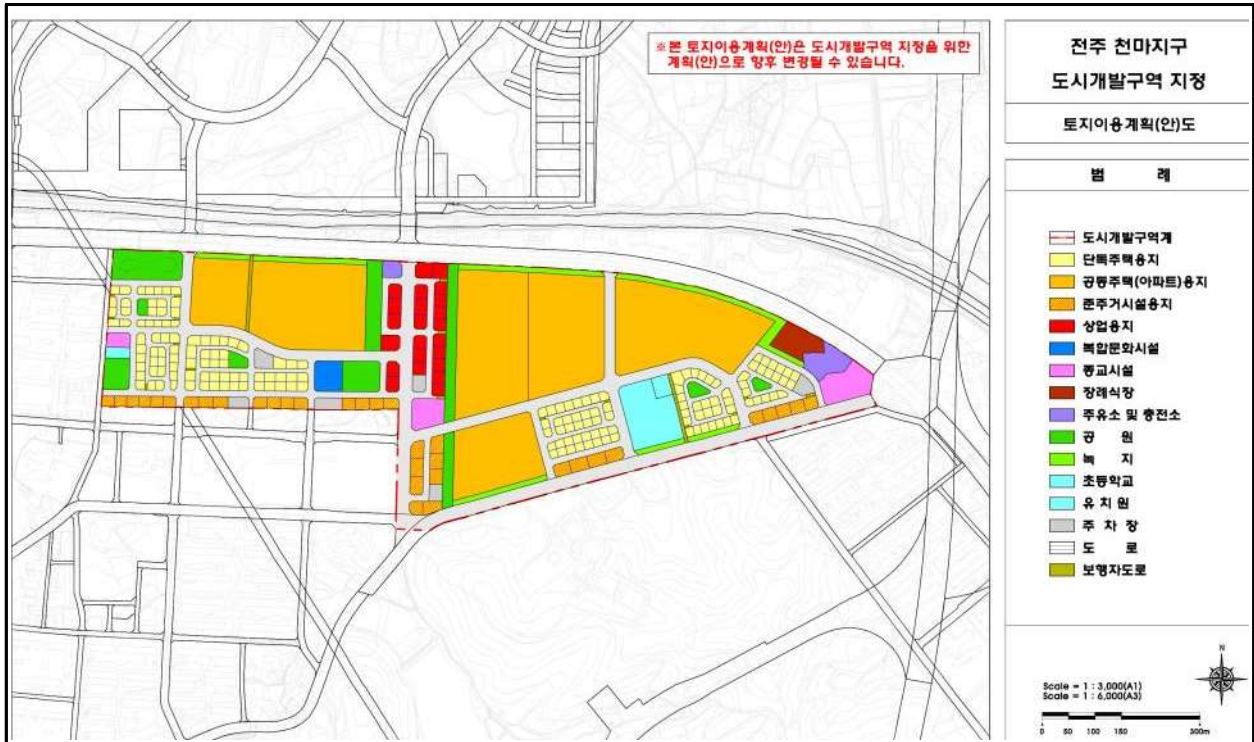 ※본 토지이용계획(안)은 도시개발구역 지정을 위한
계획(안)으로 향후 변경될 수 있습니다.
전주 천마지구
도시개발구역 지정
토지이용계획(안)도
범 례
도시개발구역계
단독주택용지
공동주택(아파트)용지
준주거시설용지
상업용지
복합문화시설
종교시설
장례식장
주유소 및 충전소
공 원
녹 지
초등학교
유 치 원
주 차 장
도 로
보행자도로
N
Scale = 1 : 3,000(A1)
Scale = 1 : 6,000(A3)
0 50 100 150 300m